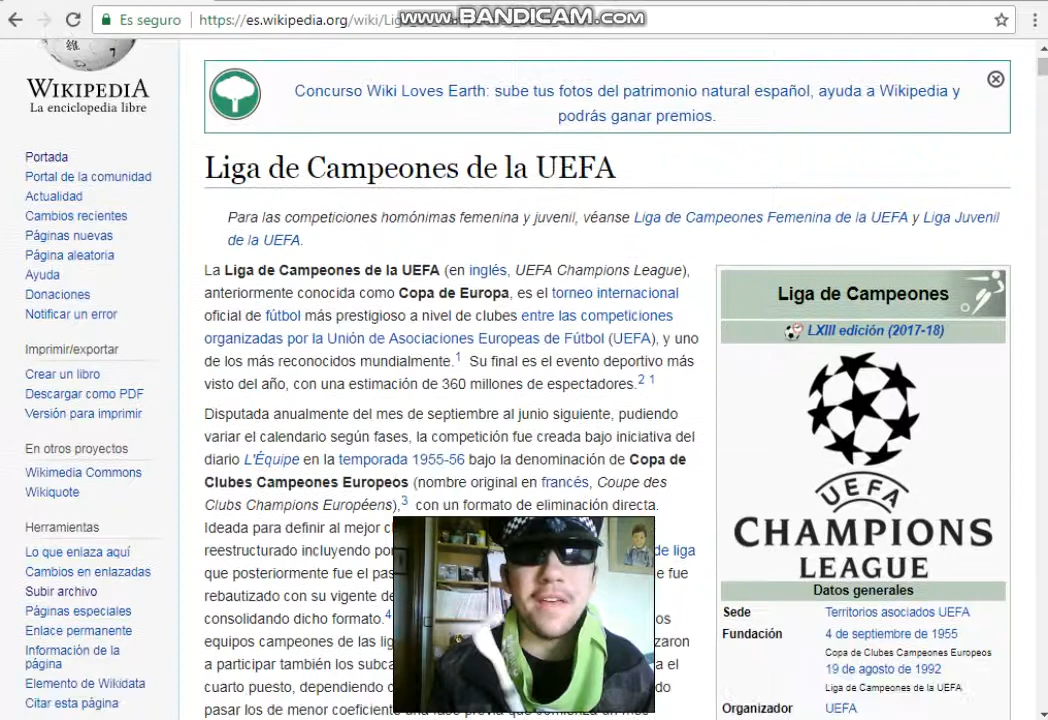 Es seguro
https://es.wikipedia.org/wiki/
www.BANDICAM.com
WIKIPEDIA
La enciclopedia libre
Portada
Portal de la comunidad
Actualidad
Cambios recientes
Páginas nuevas
Página aleatoria
Ayuda
Donaciones
Notificar un error
Imprimir/exportar
Crear un libro
Descargar como PDF
Versión para imprimir
En otros proyectos
Wikimedia Commons
Wikiquote
Herramientas
Lo que enlaza aquí
Cambios en enlazadas
Subir archivo
Páginas especiales
Enlace permanente
Información de la
página
Elemento de Wikidata
Citar esta página
Concurso Wiki Loves Earth: sube tus fotos del patrimonio natural español, ayuda a Wikipedia y
podrás ganar premios.
Liga de Campeones de la UEFA
Para las competiciones homónimas femenina y juvenil, véanse Liga de Campeones Femenina de la UEFA y Liga Juvenil
de la UEFA.
La Liga de Campeones de la UEFA (en inglés, UEFA Champions League),
anteriormente conocida como Copa de Europa, es el torneo internacional
oficial de fútbol más prestigioso a nivel de clubes entre las competiciones
organizadas por la Unión de Asociaciones Europeas de Fútbol (UEFA), y uno
de los más reconocidos mundialmente.1 Su final es el evento deportivo más
visto del año, con una estimación de 360 millones de espectadores.2 1
Disputada anualmente del mes de septiembre al junio siguiente, pudiendo
variar el calendario según fases, la competición fue creada bajo iniciativa del
diario L'Équipe en la temporada 1955-56 bajo la denominación de Copa de
Clubes Campeones Europeos (nombre original en francés, Coupe des
Clubs Champions Européens),3 con un formato de eliminación directa.
Ideada para definir al mejor
reestructurado incluyendo de liga
que posteriormente fue el fue
rebautizado con su vigente
consolidando dicho formato.4
equipos campeones de las
a participar también los a el
cuarto puesto, dependiendo
pasar los de menor coeficiente
Liga de Campeones
LXIII edición (2017-18)
UEFA
CHAMPIONS
LEAGUE
Datos generales
Sede Territorios asociados UEFA
Fundación 4 de septiembre de 1955
Copa de Clubes Campeones Europeos
19 de agosto de 1992
Liga de Campeones de la UEFA
Organizador UEFA